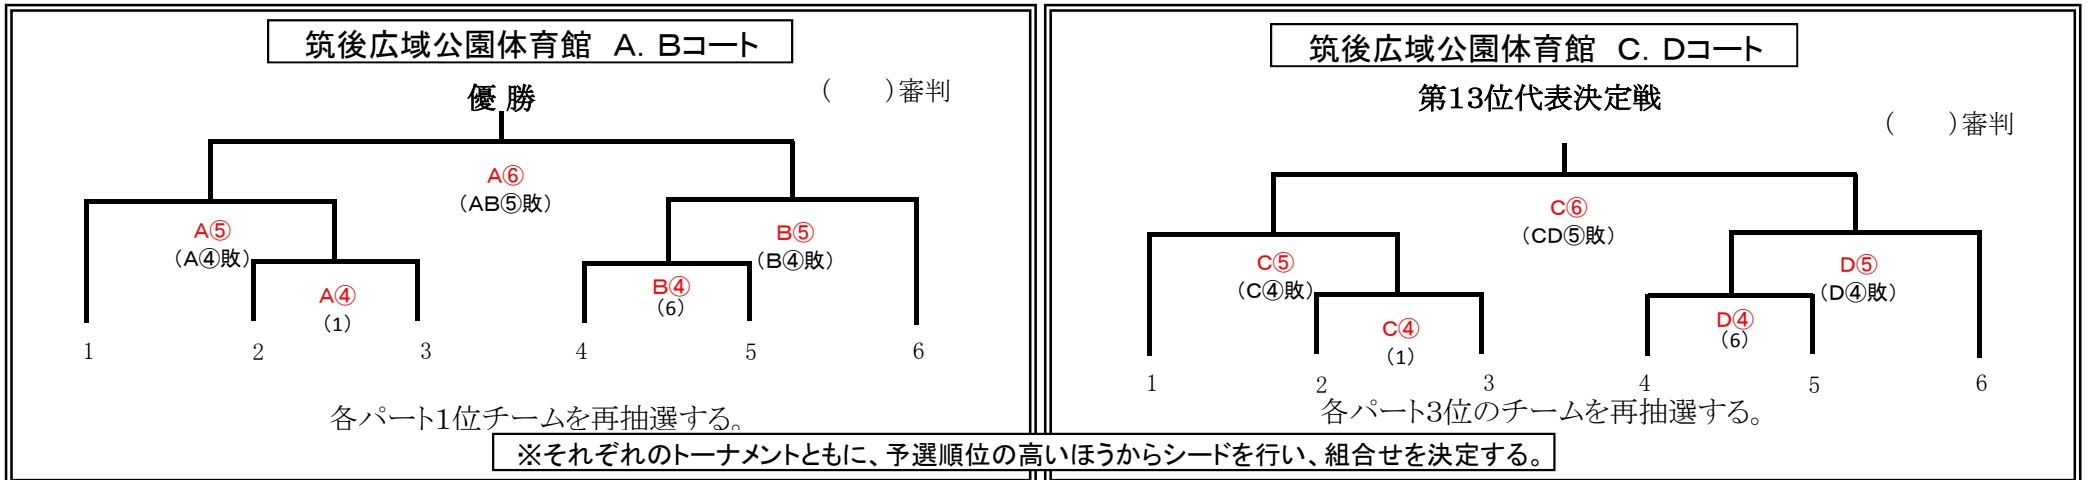 筑後広域公園体育館 A．Bコート
優 勝
（　　）審判
A⑥
（AB⑤敗）
A⑤
（A④敗）
B⑤
（B④敗）
A④
（1）
B④
（6）
1 2 3 4 5 6
各パート1位チームを再抽選する。
筑後広域公園体育館 C．Dコート
第13位代表決定戦
（　　）審判
C⑥
（CD⑤敗）
C⑤
（C④敗）
D⑤
（D④敗）
C④
（1）
D④
（6）
1 2 3 4 5 6
各パート3位のチームを再抽選する。
※それぞれのトーナメントともに、予選順位の高いほうからシードを行い、組合せを決定する。